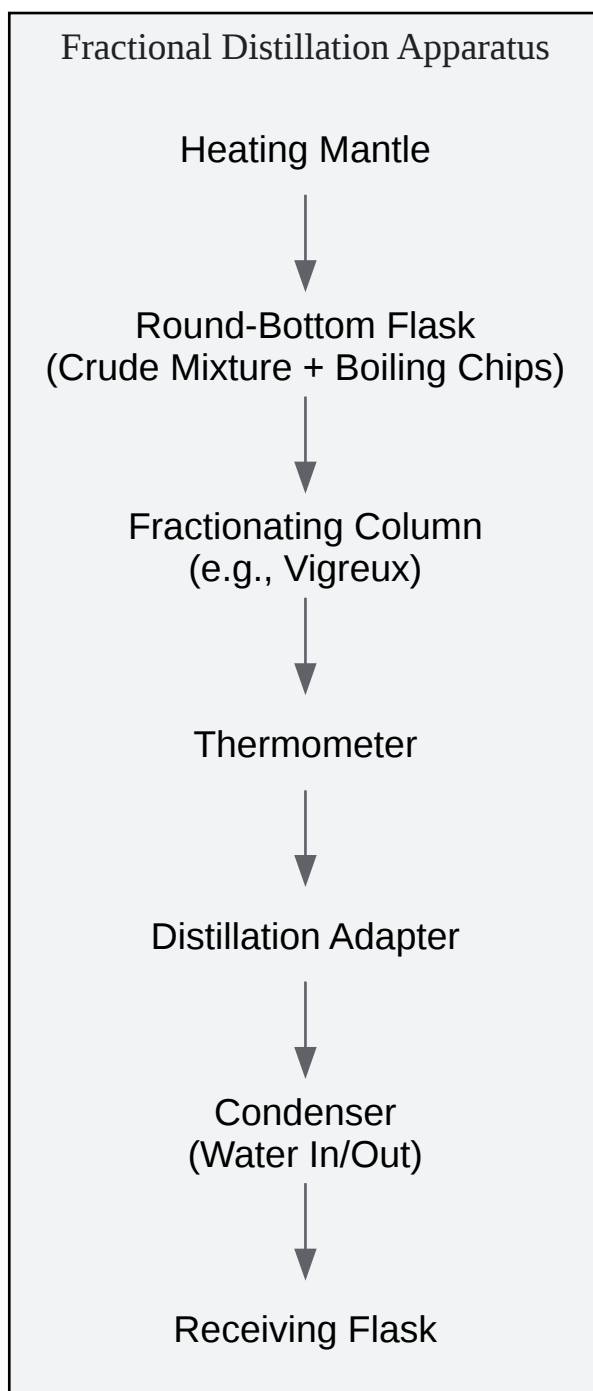 Fractional Distillation Apparatus
Heating Mantle
Round-Bottom Flask
(Crude Mixture + Boiling Chips)
Fractionating Column
(e.g., Vigreux)
Thermometer
Distillation Adapter
Condenser
(Water In/Out)
Receiving Flask